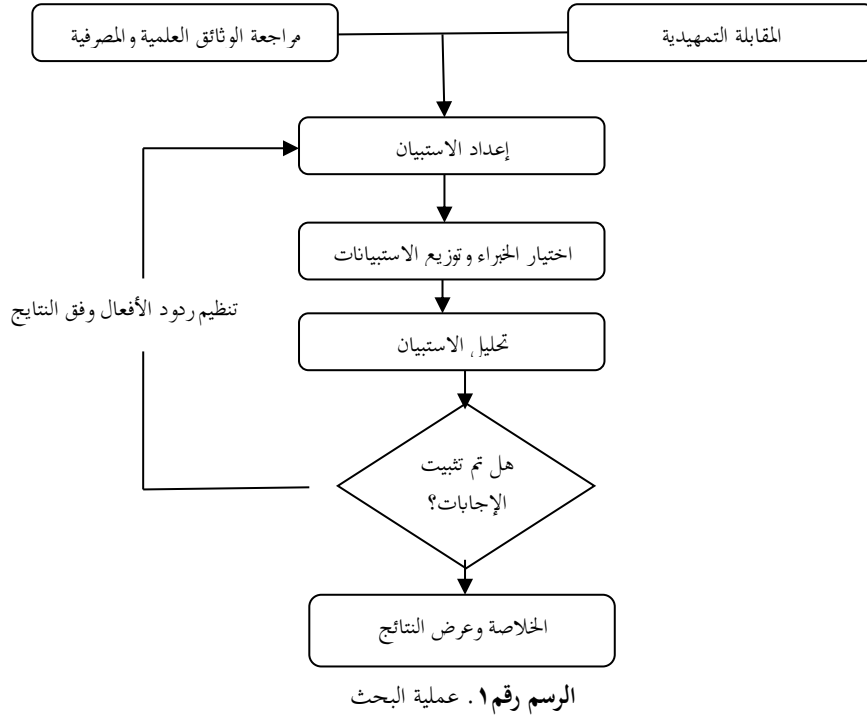 المقابلة التمهيدية
مراجعة الوثائق العلمية والمصرفية
إعداد الاستبيان
اختيار الخبراء وتوزيع الاستبيانات
تنظيم ردود الأفعال وفق النتايج
تحليل الاستبيان
هل تم تثبيت
الإجابات؟
الخلاصة وعرض النتائج
الرسم رقم١. عملية البحث